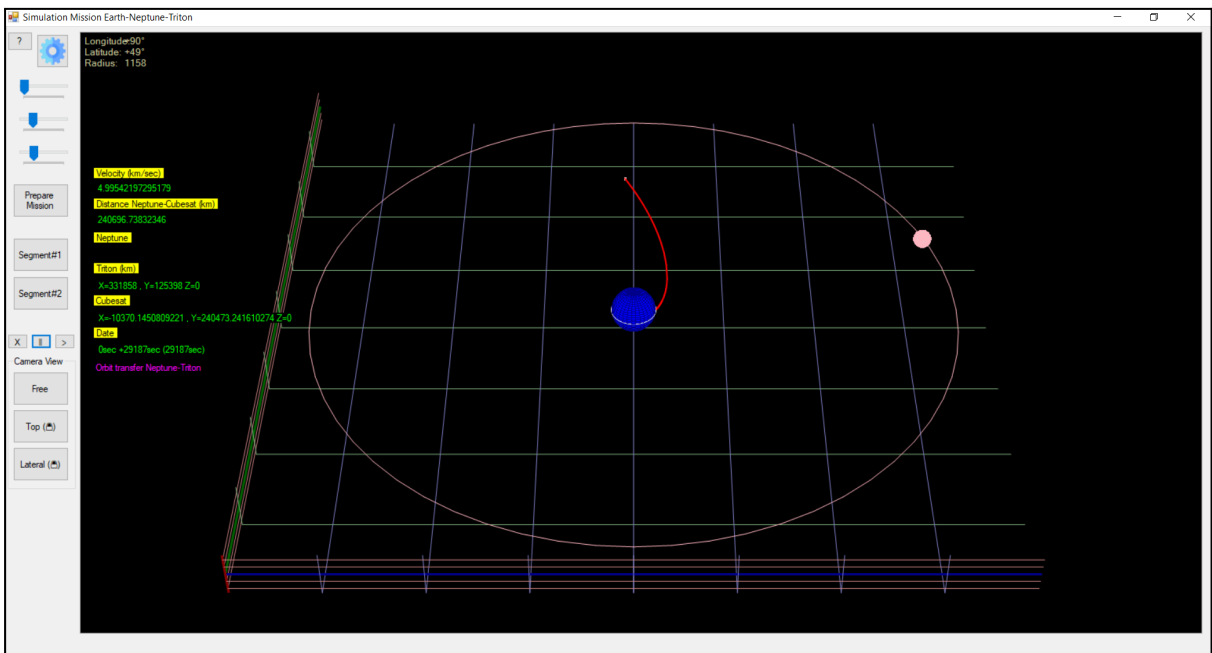 Simulation Mission Earth-Neptune-Triton
?
Longitude-90°
Latitude: +49°
Radius: 1158
Velocity (km/sec)
4.99542197295179
Distance Neptune-Cubesat (km)
240696.73832346
Neptune
Triton (km)
X=331858 , Y=125398 Z=0
Cubesat
X=-10370.1450809221 , Y=240473.241610274 Z=0
Date
0sec +29187sec (29187sec)
Orbit transfer Neptune-Triton
Prepare
Mission
Segment#1
Segment#2
X || >
Camera View
Free
Top (🔒)
Lateral (🔒)